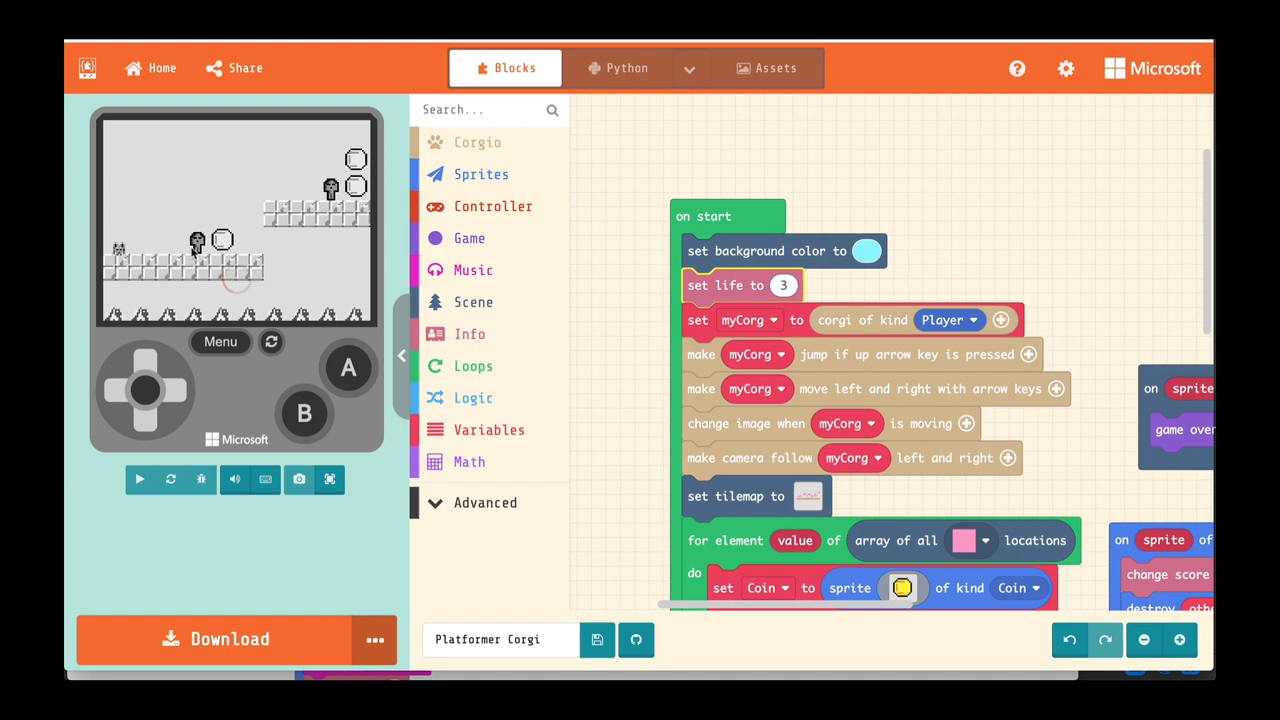 Home
Share
Blocks
Python
Assets
Microsoft
Search...
Corgio
Sprites
Controller
Game
Music
Scene
Info
Loops
Logic
Variables
Math
Advanced
Menu
A
B
Microsoft
on start
set background color to
set life to 3
set myCorg to corgi of kind Player
make myCorg jump if up arrow key is pressed
make myCorg move left and right with arrow keys
change image when myCorg is moving
make camera follow myCorg left and right
set tilemap to
for element value of array of all locations
do
set Coin to sprite of kind Coin
on sprite
game over
on sprite of
change score
destroy othe
Download
Platformer Corgi